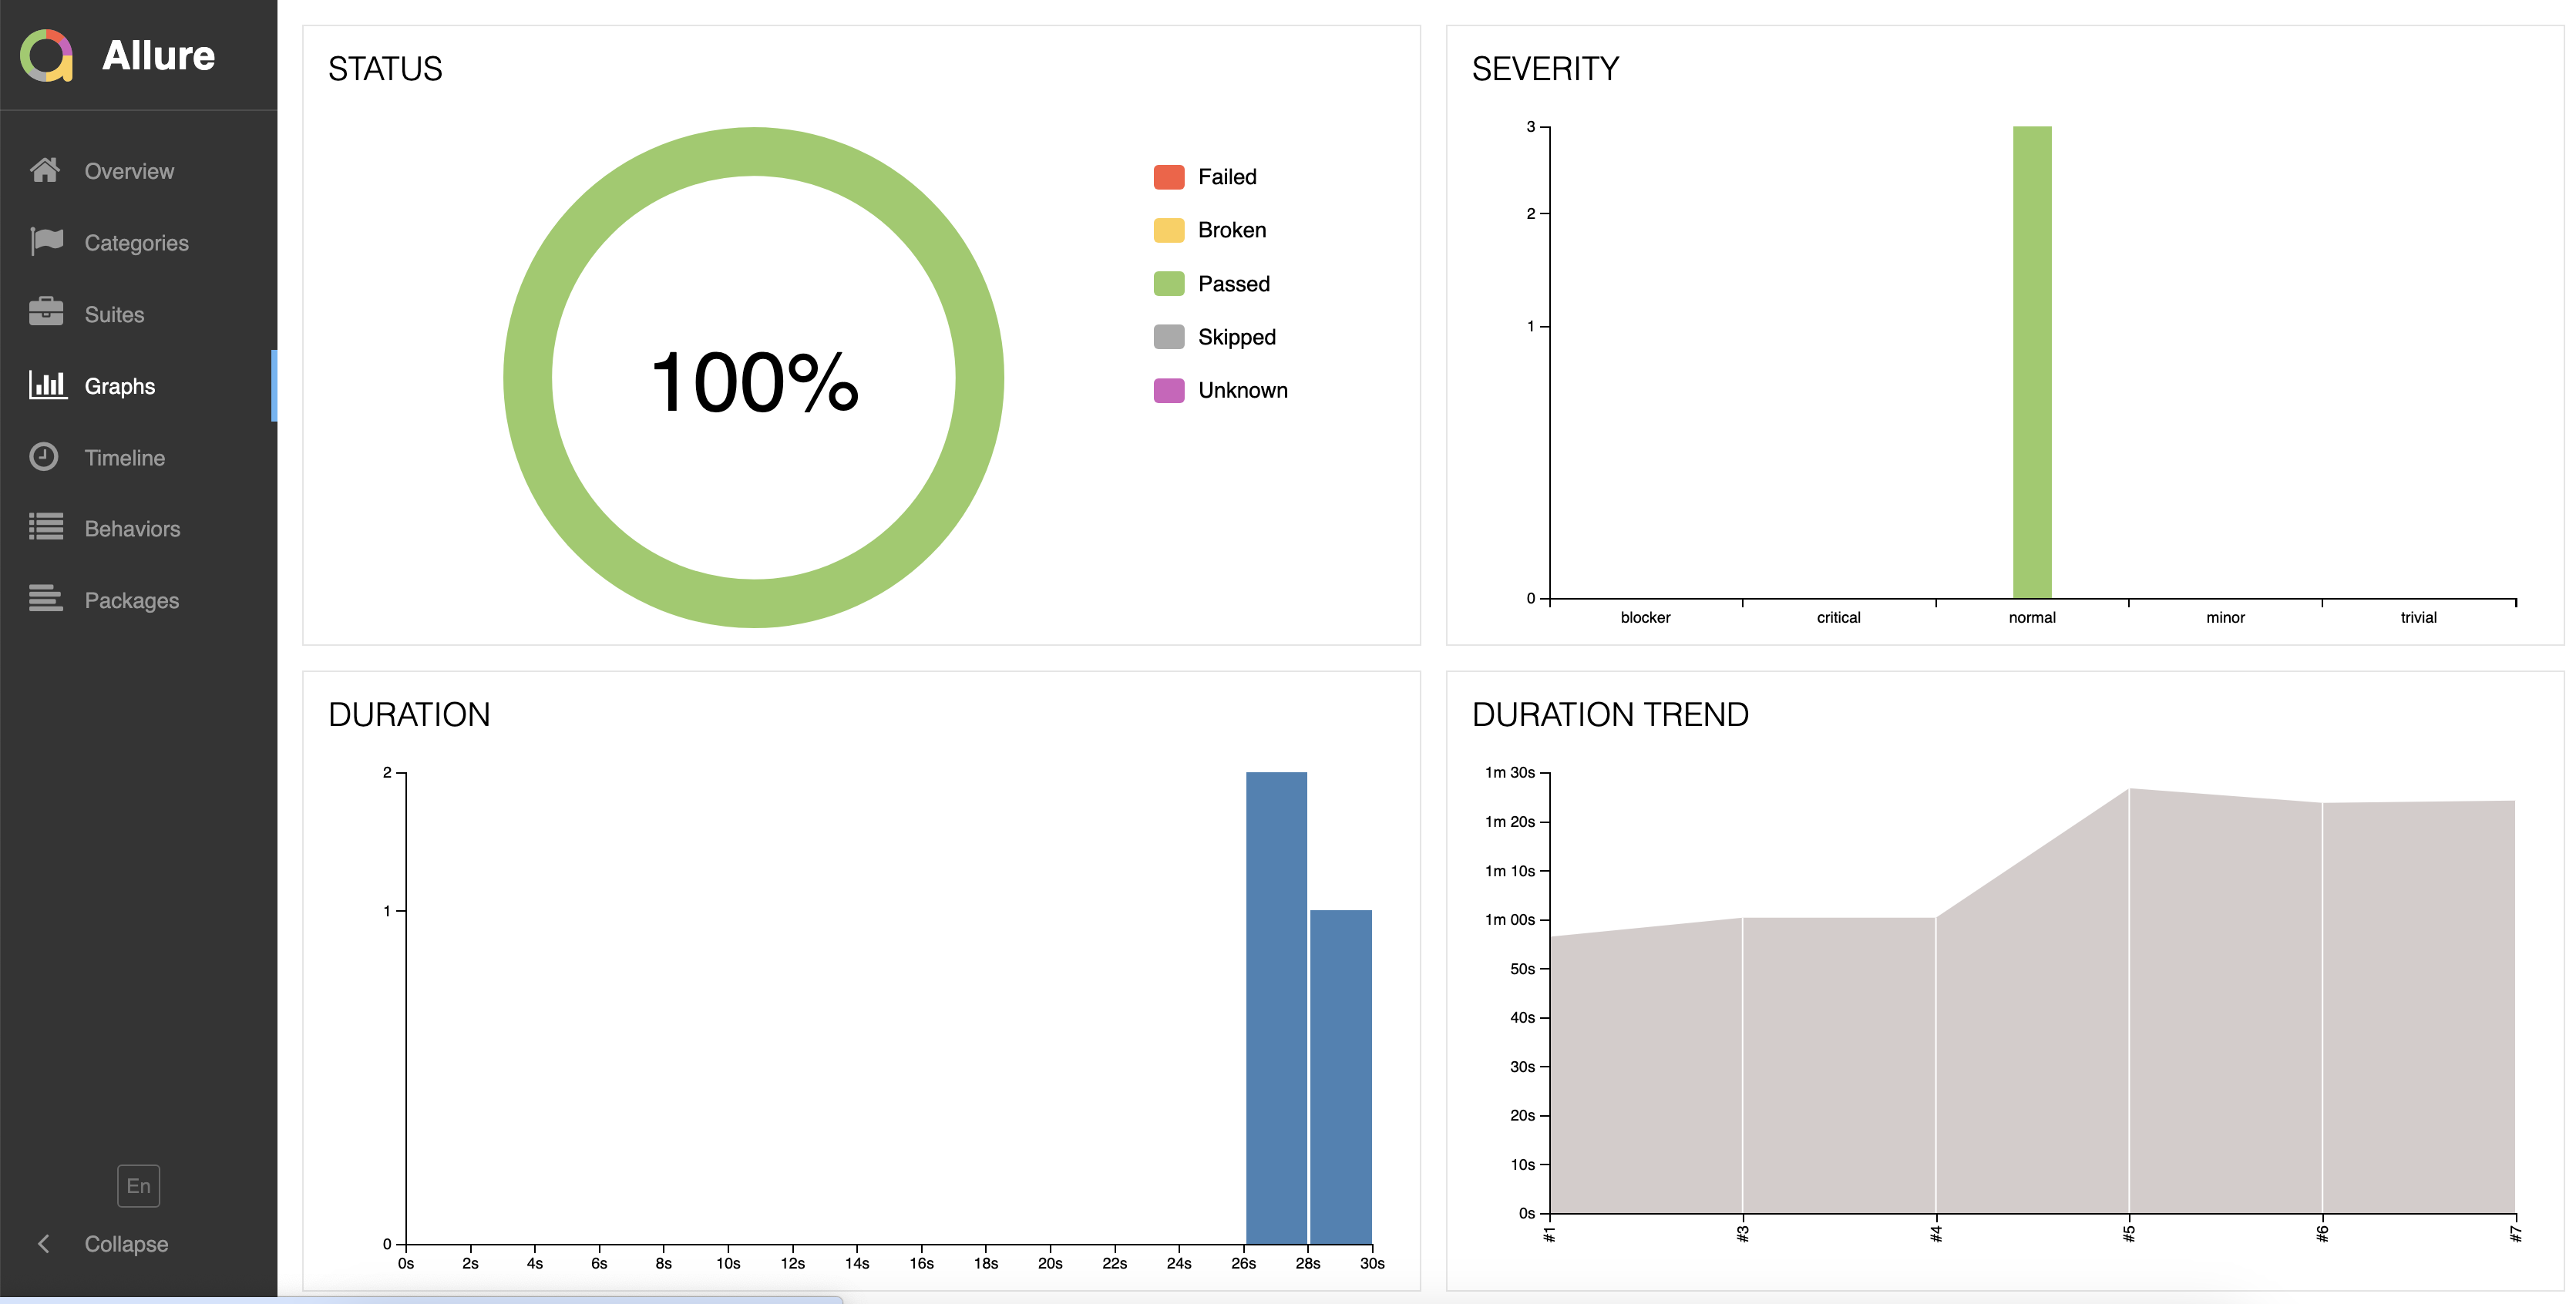 Allure
Overview
Categories
Suites
Graphs
Timeline
Behaviors
Packages
En
Collapse
STATUS
100%
Failed
Broken
Passed
Skipped
Unknown
SEVERITY
3
2
1
0
blocker critical normal minor trivial
DURATION
2
1
0
0s 2s 4s 6s 8s 10s 12s 14s 16s 18s 20s 22s 24s 26s 28s 30s
DURATION TREND
1m 30s
1m 20s
1m 10s
1m 00s
50s
40s
30s
20s
10s
0s
#1 #3 #4 #5 #6 #7